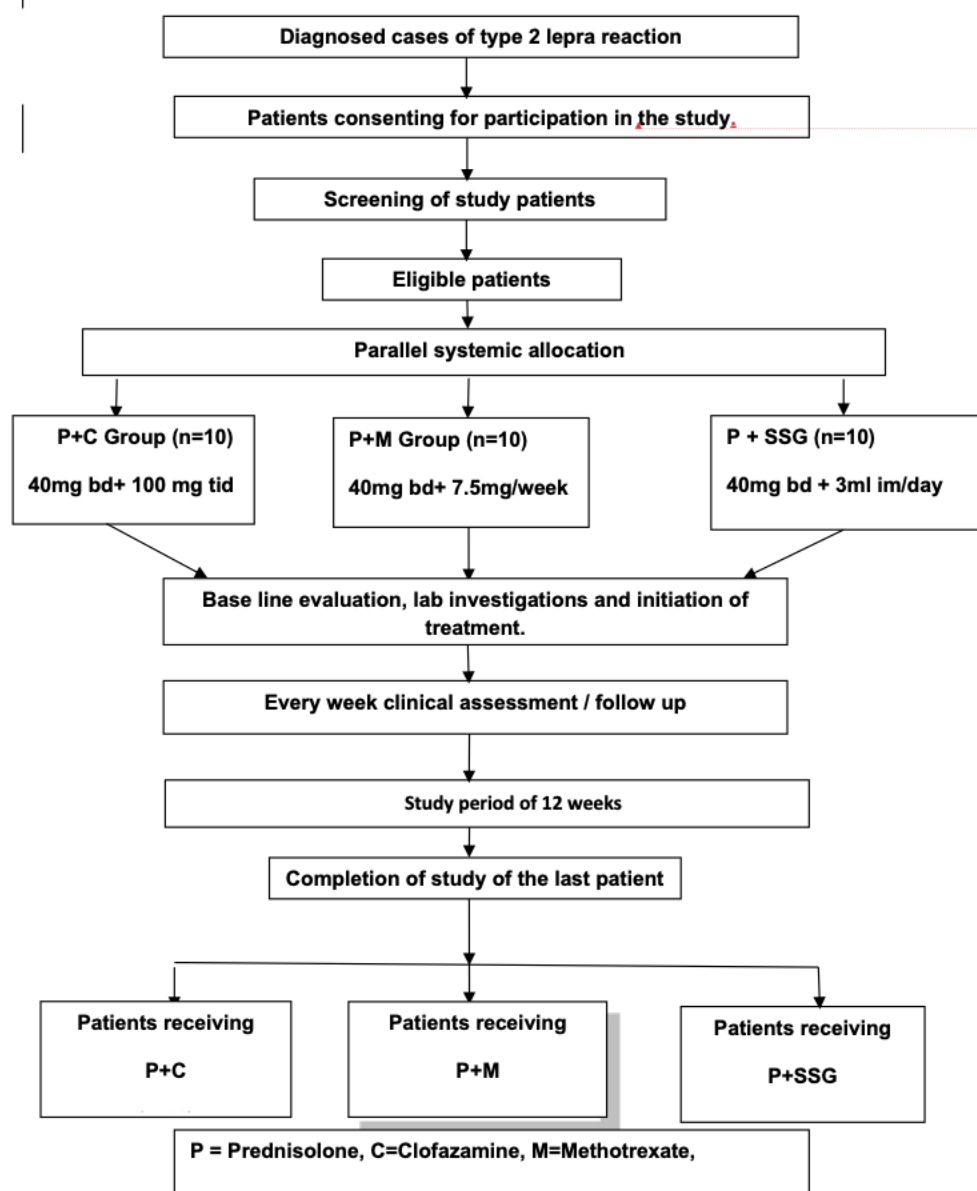 Diagnosed cases of type 2 lepra reaction
Patients consenting for participation in the study.
Screening of study patients
Eligible patients
Parallel systemic allocation
P+C Group (n=10)
40mg bd+ 100 mg tid
P+M Group (n=10)
40mg bd+ 7.5mg/week
P + SSG (n=10)
40mg bd + 3ml im/day
Base line evaluation, lab investigations and initiation of
treatment.
Every week clinical assessment / follow up
Study period of 12 weeks
Completion of study of the last patient
Patients receiving
P+C
Patients receiving
P+M
Patients receiving
P+SSG
P = Prednisolone, C=Clofazamine, M=Methotrexate,